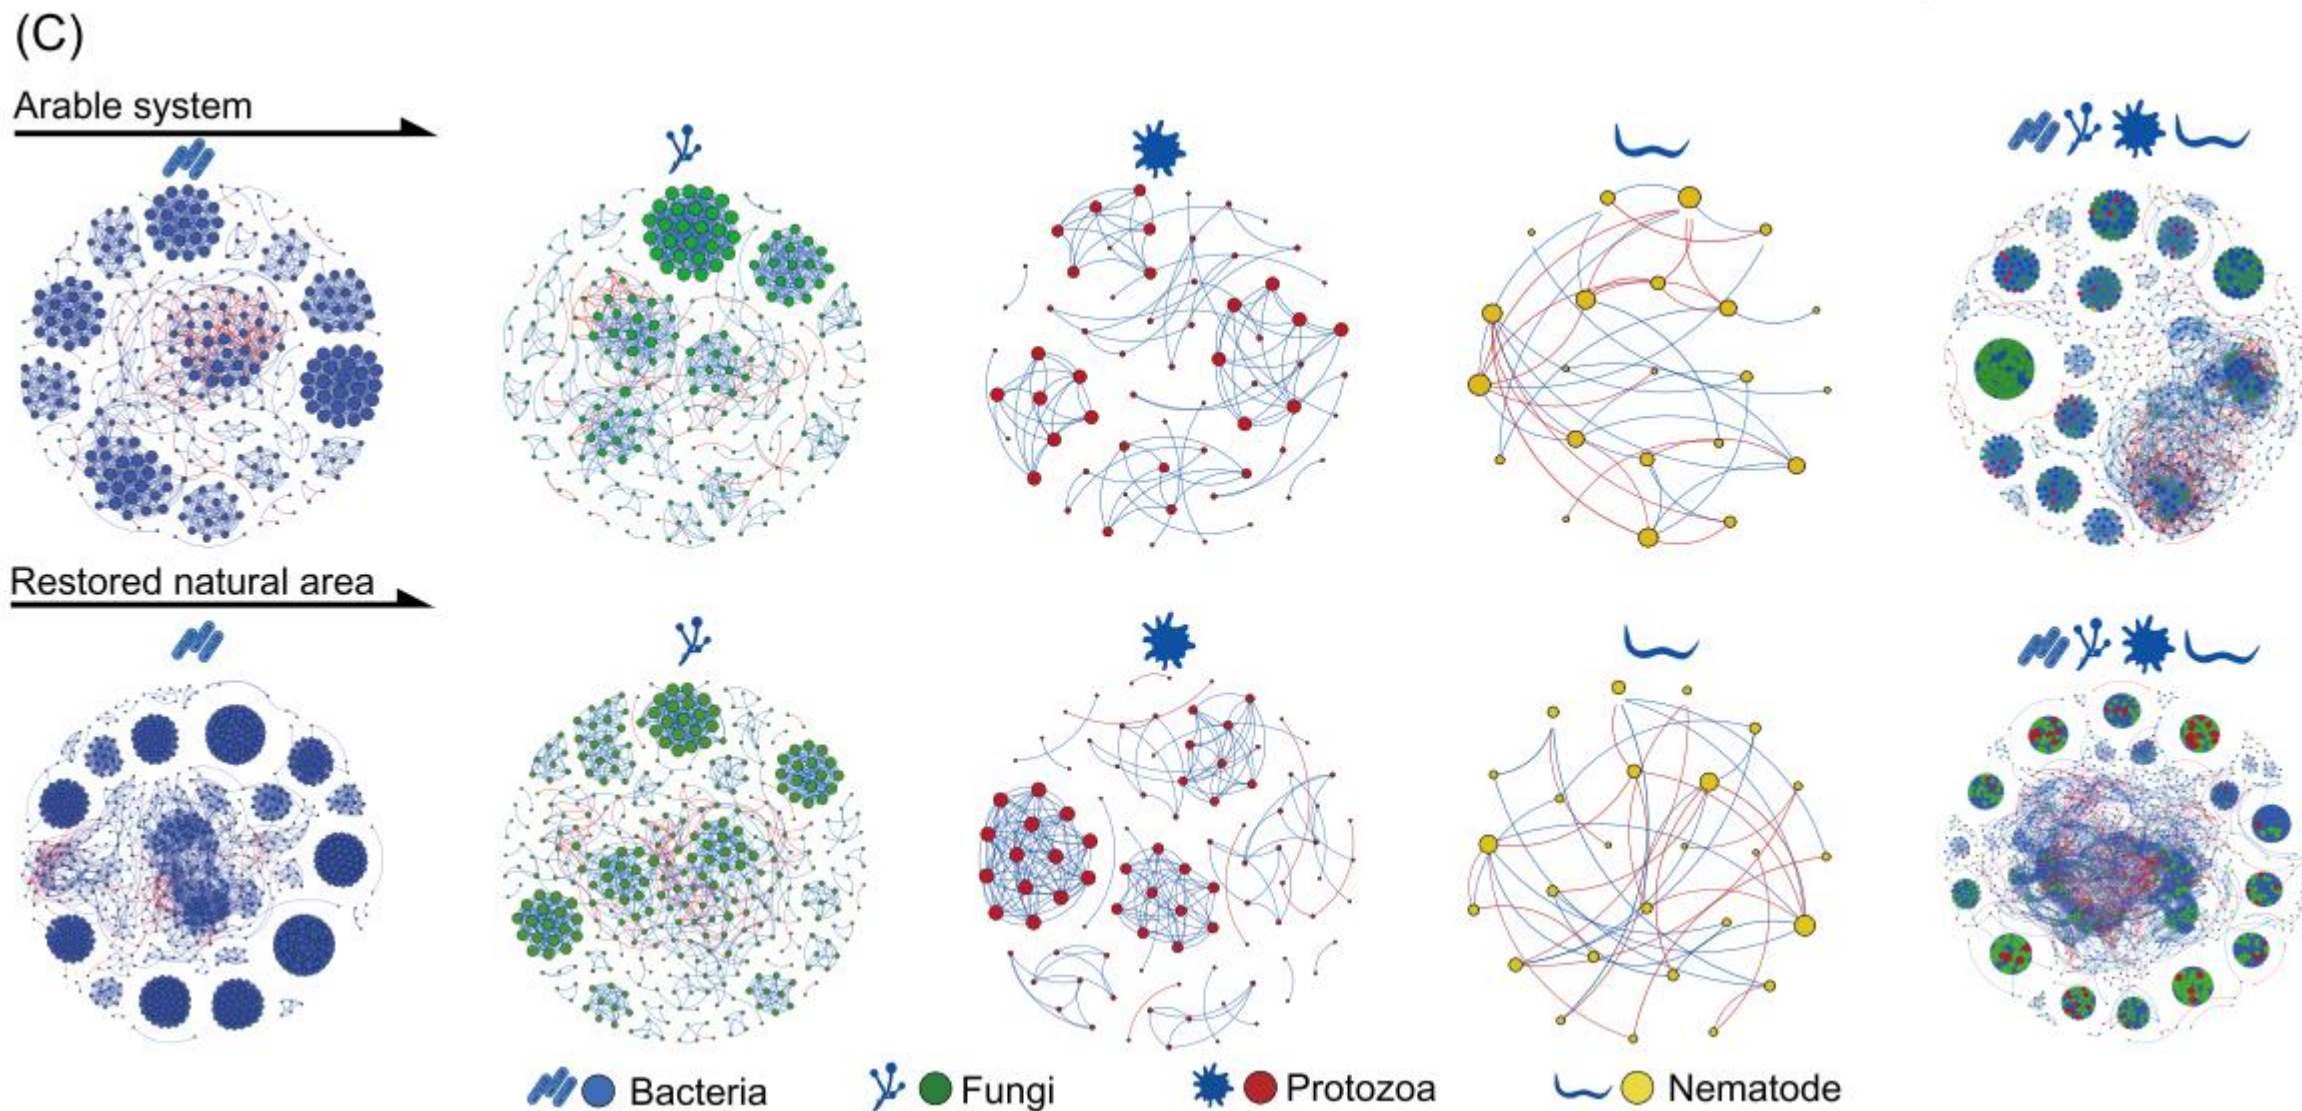 (C)
Arable system
Restored natural area
Bacteria
Fungi
Protozoa
Nematode